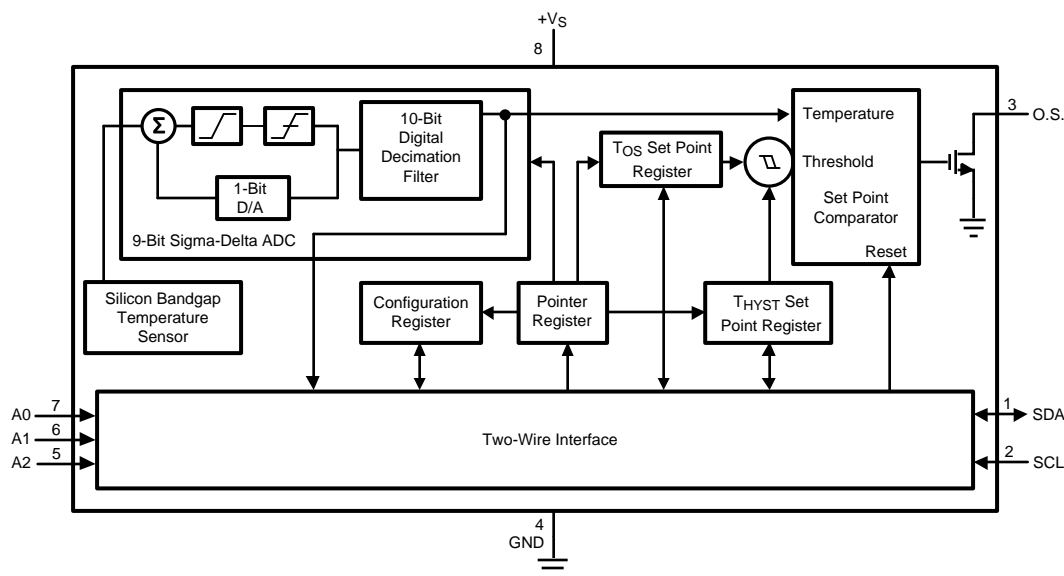 +VS
8
Σ
10-Bit
Digital
Decimation
Filter
1-Bit
D/A
9-Bit Sigma-Delta ADC
Silicon Bandgap
Temperature
Sensor
TOS Set Point
Register
Temperature
Threshold
Set Point
Comparator
Reset
3
O.S.
Configuration
Register
Pointer
Register
THYST Set
Point Register
A0
7
A1
6
A2
5
Two-Wire Interface
1
SDA
2
SCL
4
GND